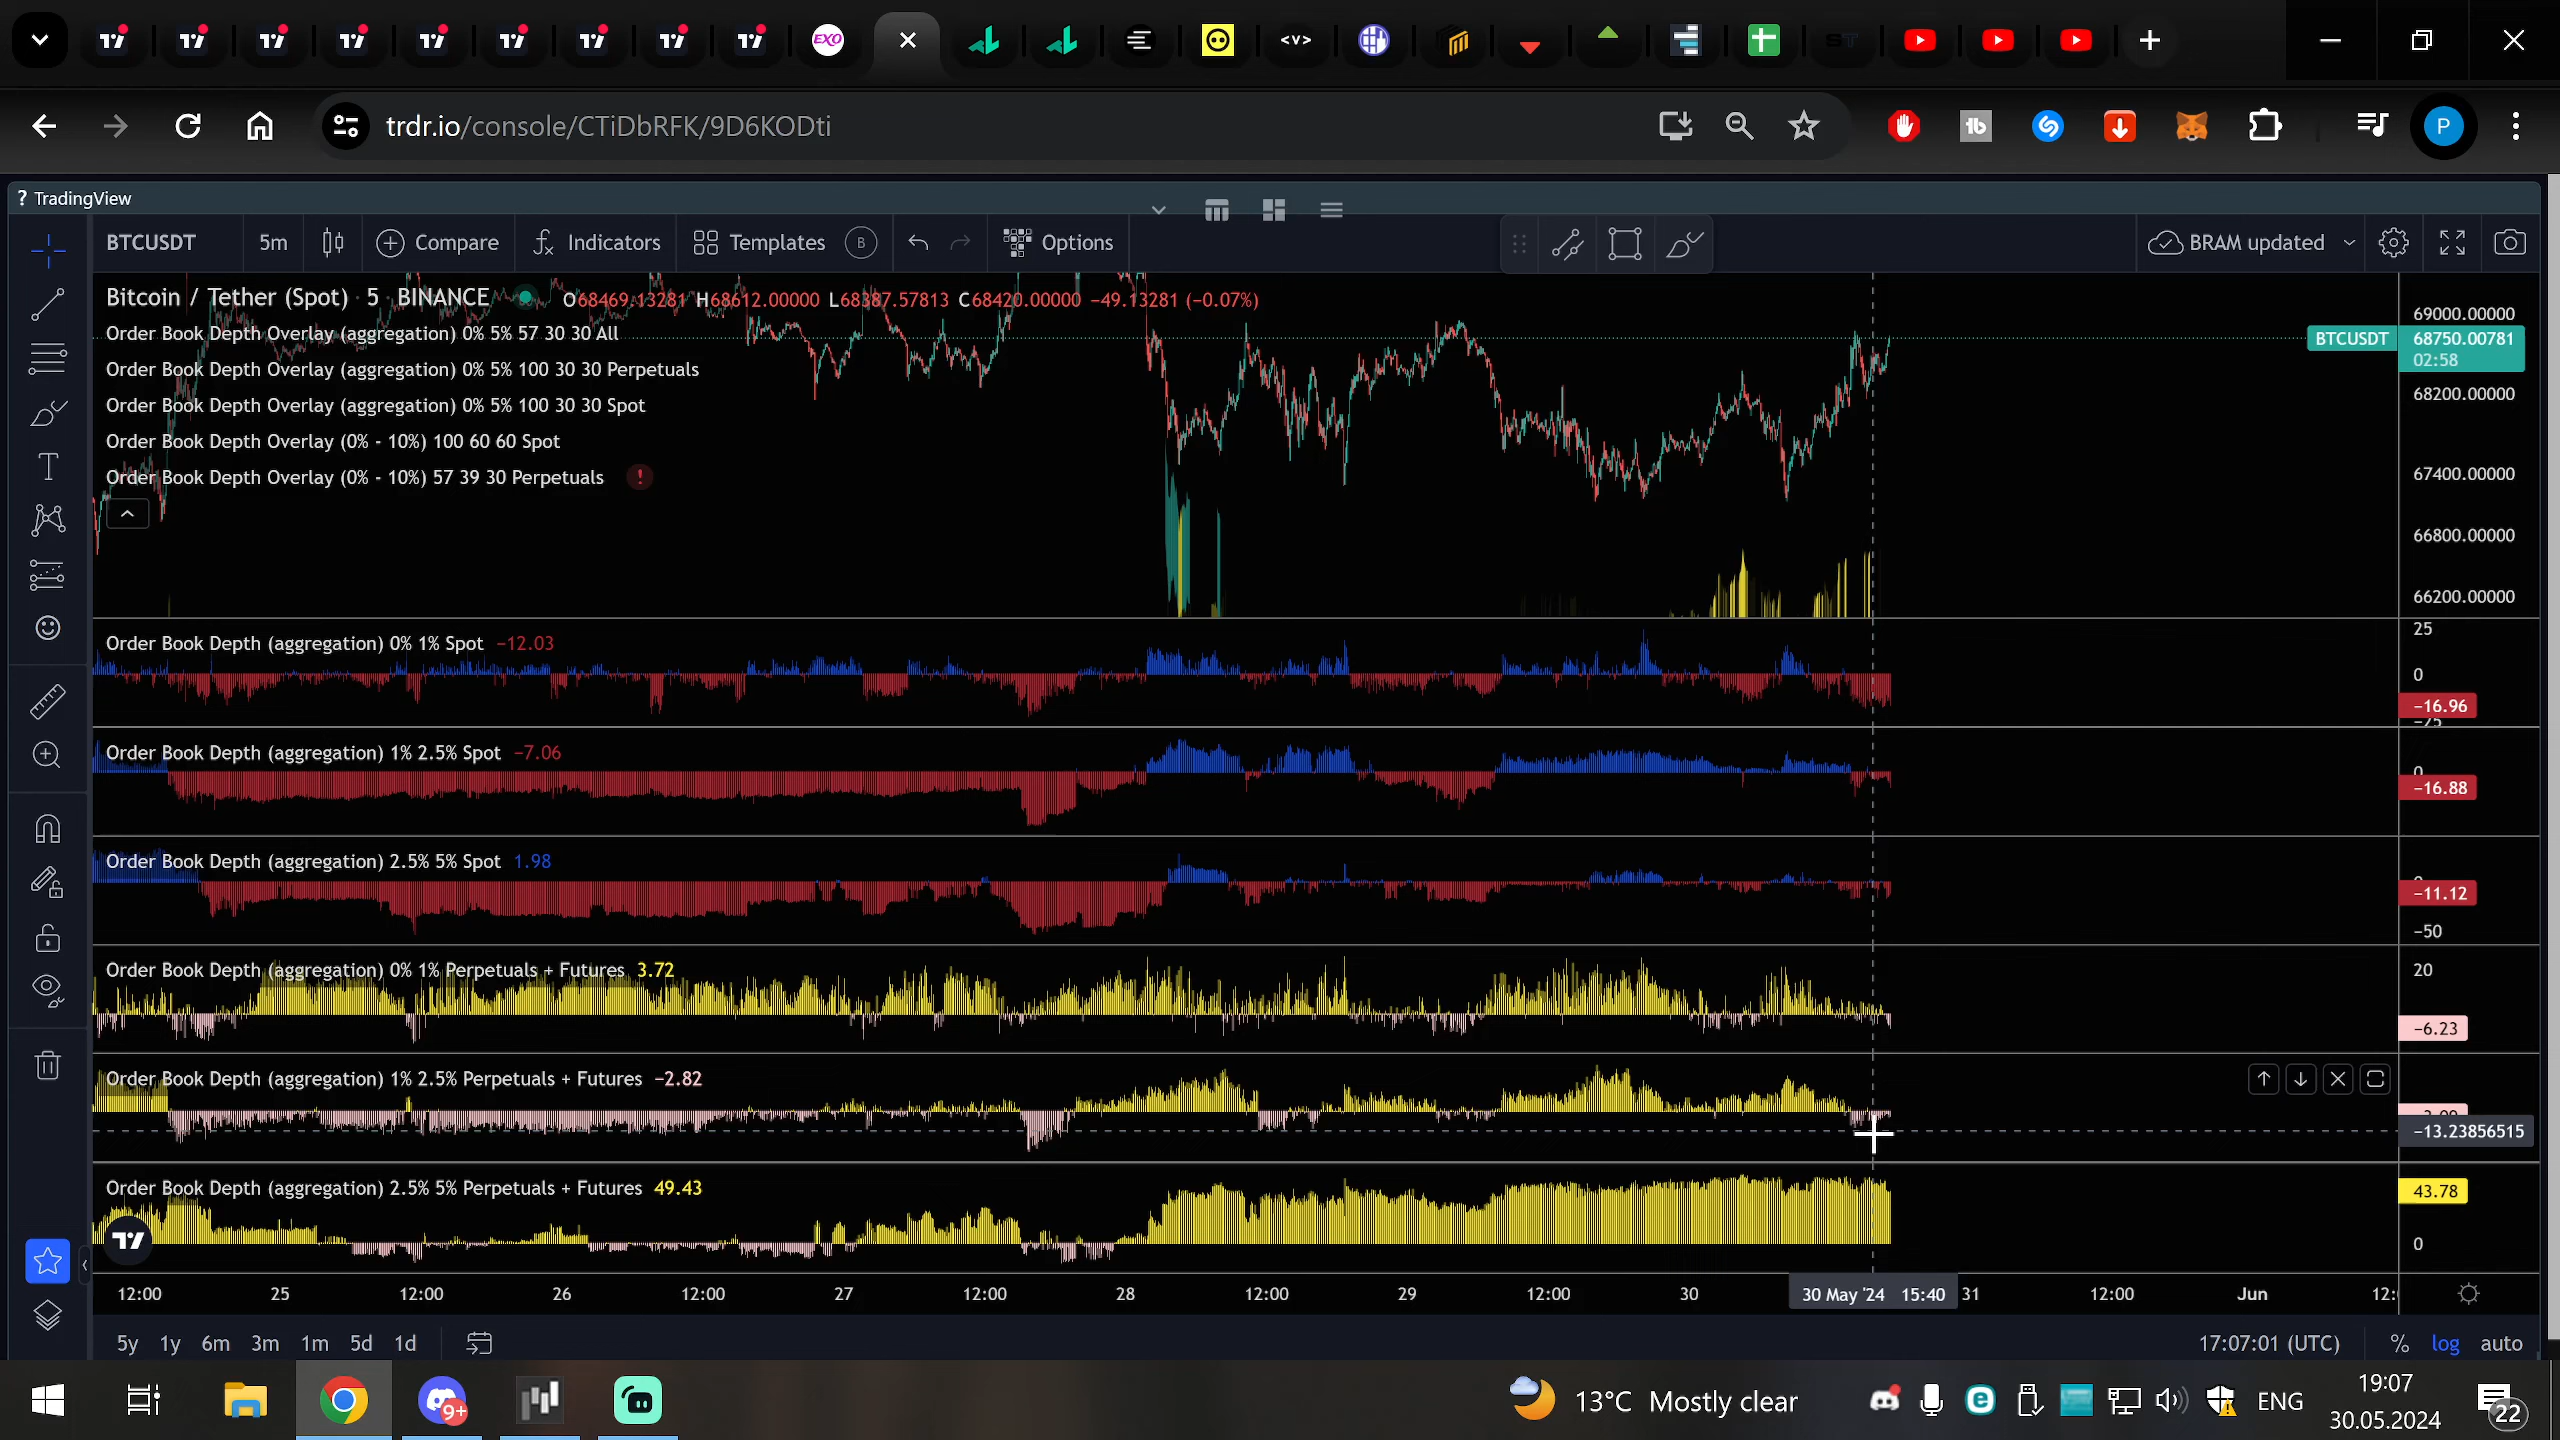 EXO
<v>
ST
trdr.io/console/CTiDbRFK/9D6KODti
P
? TradingView
BTCUSDT 5m Compare Indicators Templates B Options BRAM updated
Bitcoin / Tether (Spot) · 5 · BINANCE O68469.13281 H68612.00000 L68387.57813 C68420.00000 −49.13281 (−0.07%)
Order Book Depth Overlay (aggregation) 0% 5% 57 30 30 All
Order Book Depth Overlay (aggregation) 0% 5% 100 30 30 Perpetuals
Order Book Depth Overlay (aggregation) 0% 5% 100 30 30 Spot
Order Book Depth Overlay (0% - 10%) 100 60 60 Spot
Order Book Depth Overlay (0% - 10%) 57 39 30 Perpetuals !
69000.00000
BTCUSDT 68750.00781
02:58
68200.00000
67400.00000
66800.00000
66200.00000
Order Book Depth (aggregation) 0% 1% Spot −12.03
25
0
−16.96
Order Book Depth (aggregation) 1% 2.5% Spot −7.06
0
−16.88
Order Book Depth (aggregation) 2.5% 5% Spot 1.98
−11.12
−50
Order Book Depth (aggregation) 0% 1% Perpetuals + Futures 3.72
20
−6.23
Order Book Depth (aggregation) 1% 2.5% Perpetuals + Futures −2.82
−13.23856515
Order Book Depth (aggregation) 2.5% 5% Perpetuals + Futures 49.43
43.78
0
12:00 25 12:00 26 12:00 27 12:00 28 12:00 29 12:00 30 30 May '24 15:40 31 12:00 Jun
5y 1y 6m 3m 1m 5d 1d 17:07:01 (UTC) % log auto
9+
13°C Mostly clear
ENG
19:07
30.05.2024
22